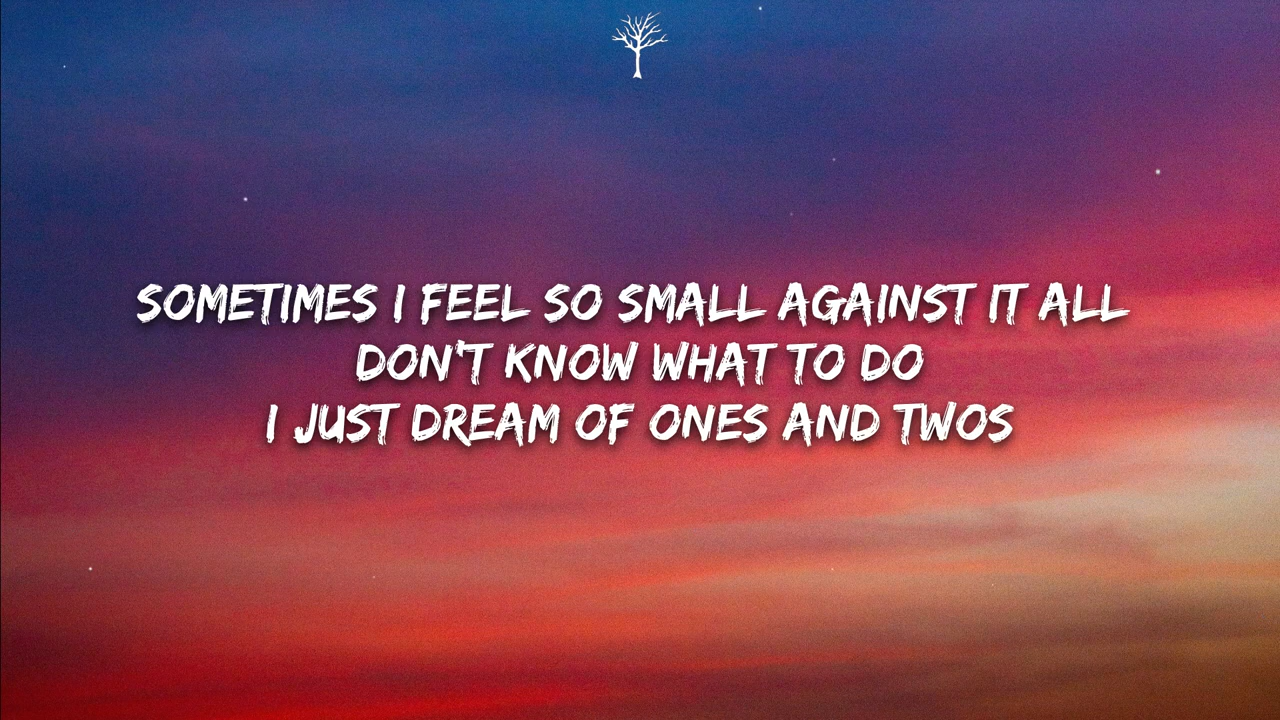 SOMETIMES I FEEL SO SMALL AGAINST IT ALL
DON'T KNOW WHAT TO DO
I JUST DREAM OF ONES AND TWOS